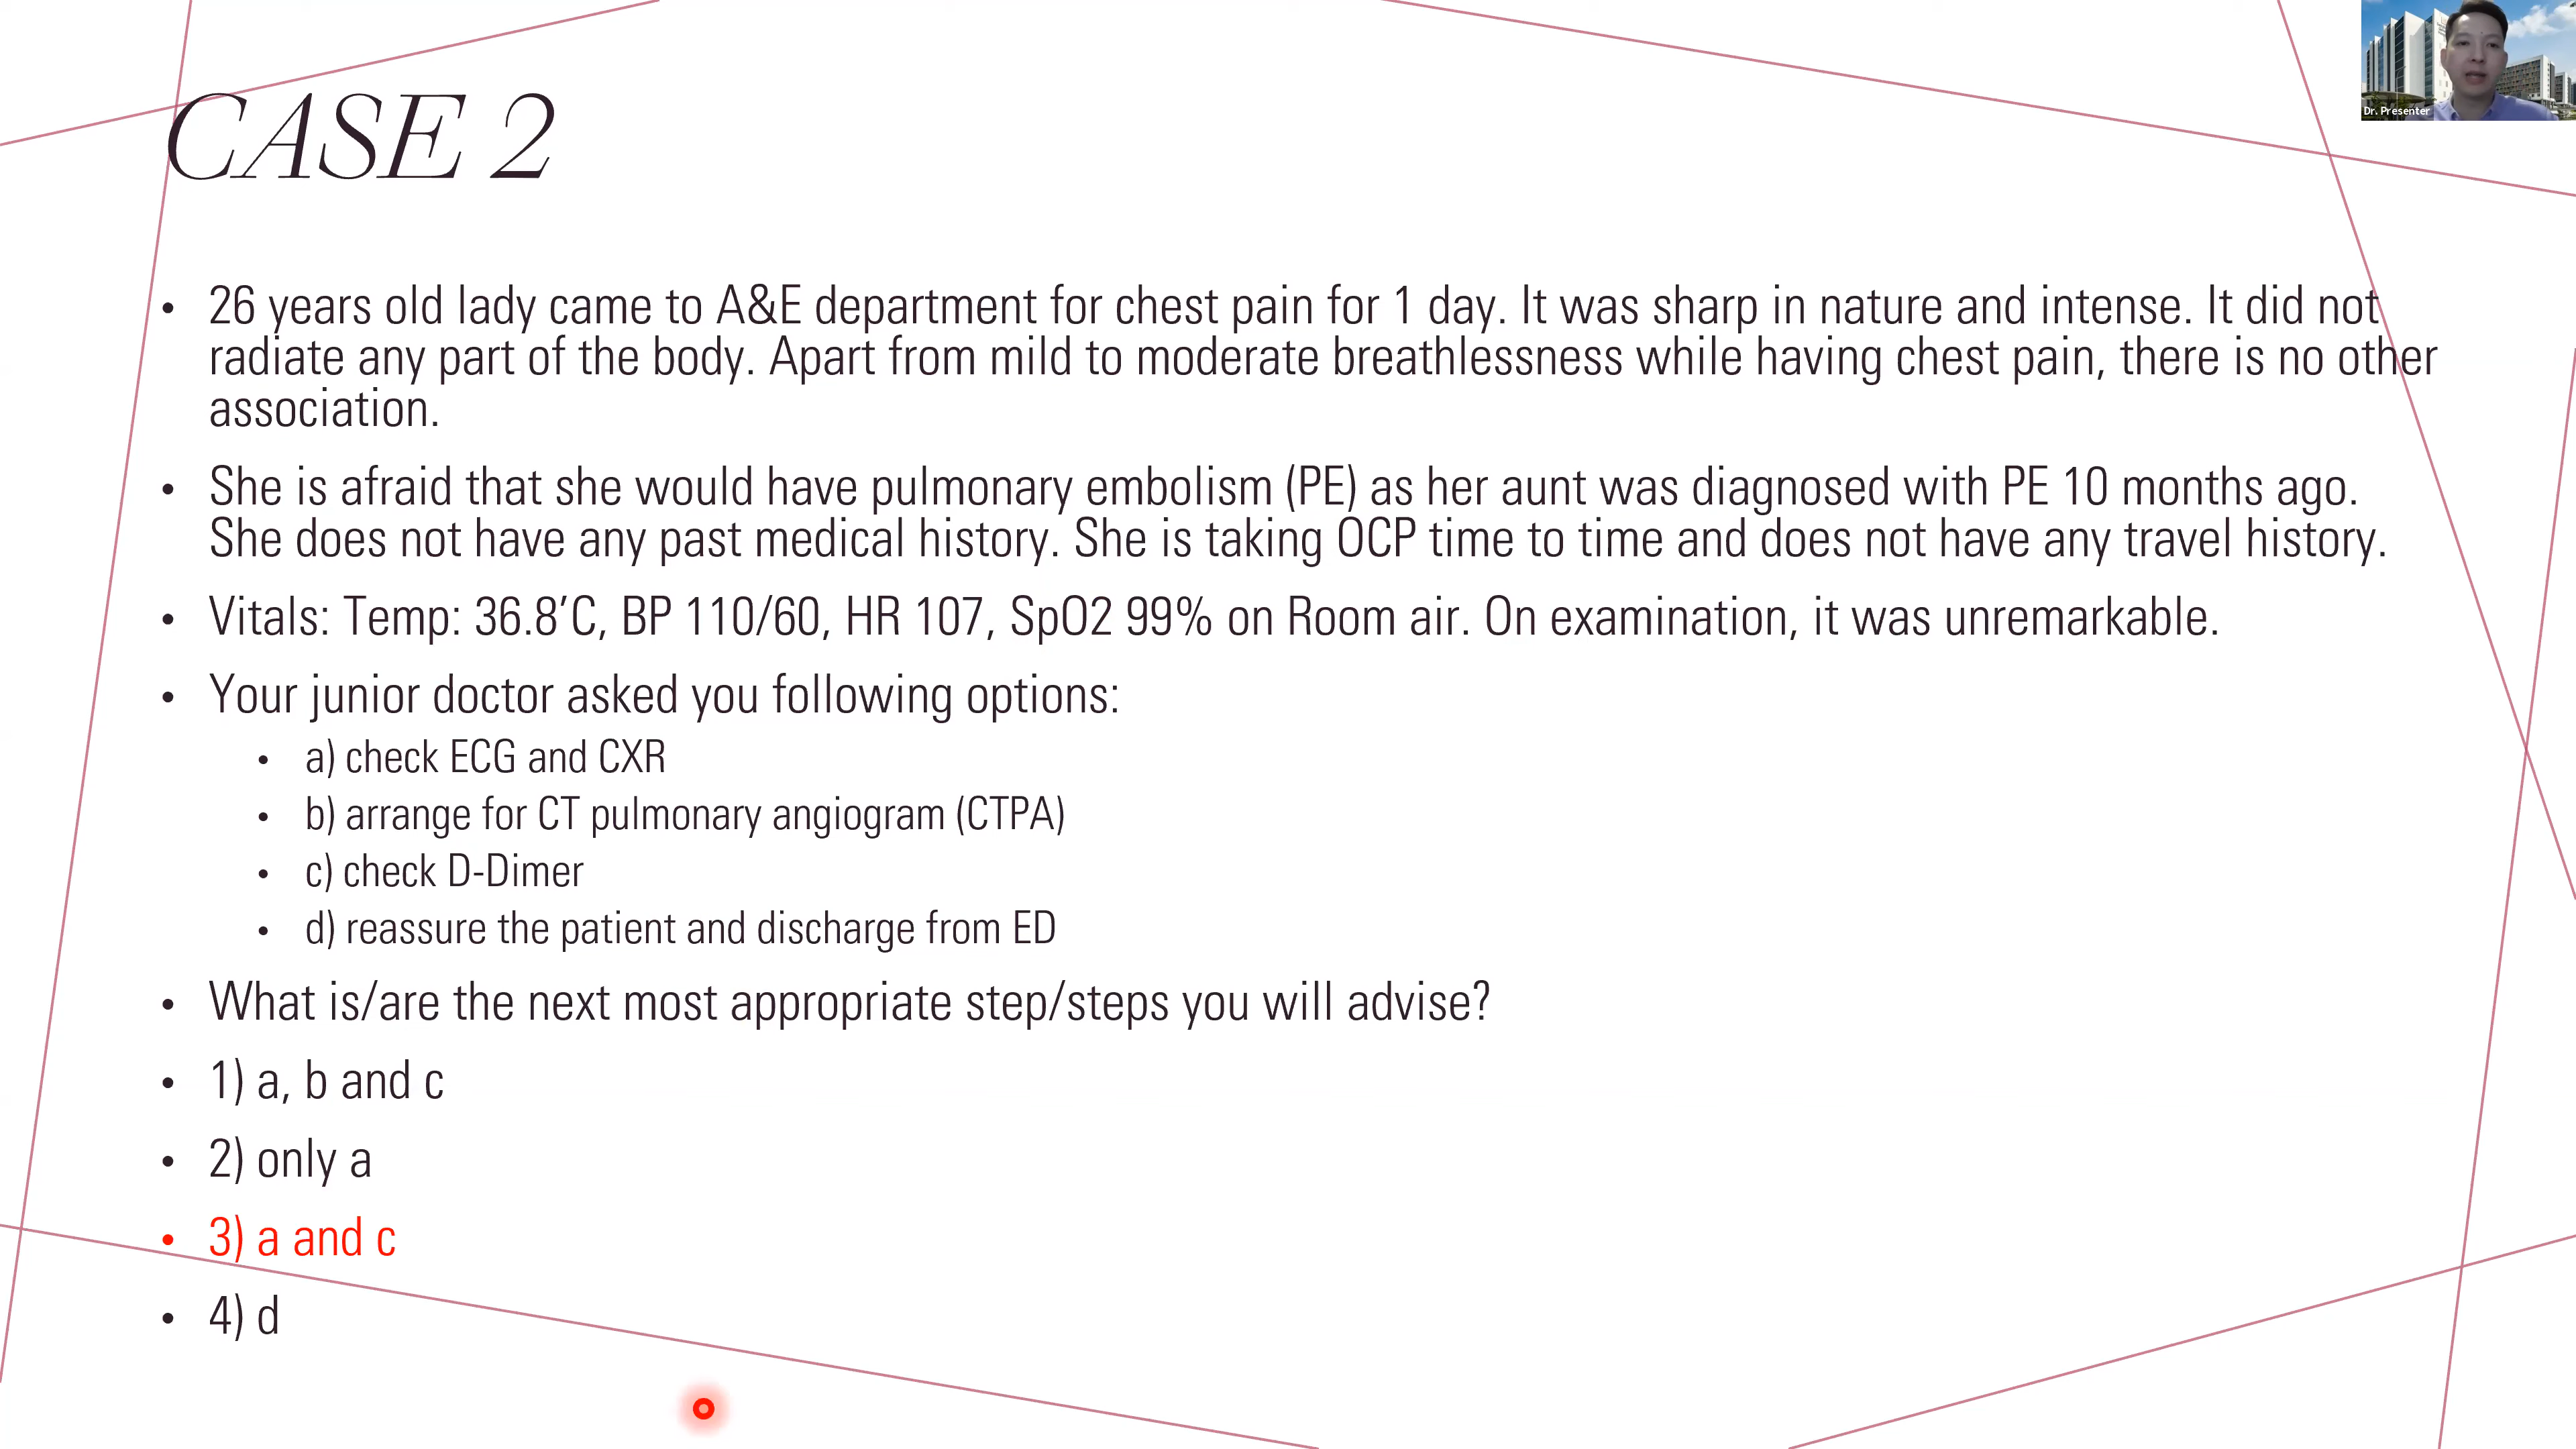 Dr. Presenter
CASE 2
• 26 years old lady came to A&E department for chest pain for 1 day. It was sharp in nature and intense. It did not
radiate any part of the body. Apart from mild to moderate breathlessness while having chest pain, there is no other
association.
• She is afraid that she would have pulmonary embolism (PE) as her aunt was diagnosed with PE 10 months ago.
She does not have any past medical history. She is taking OCP time to time and does not have any travel history.
• Vitals: Temp: 36.8’C, BP 110/60, HR 107, SpO2 99% on Room air. On examination, it was unremarkable.
• Your junior doctor asked you following options:
• a) check ECG and CXR
• b) arrange for CT pulmonary angiogram (CTPA)
• c) check D-Dimer
• d) reassure the patient and discharge from ED
• What is/are the next most appropriate step/steps you will advise?
• 1) a, b and c
• 2) only a
• 3) a and c
• 4) d